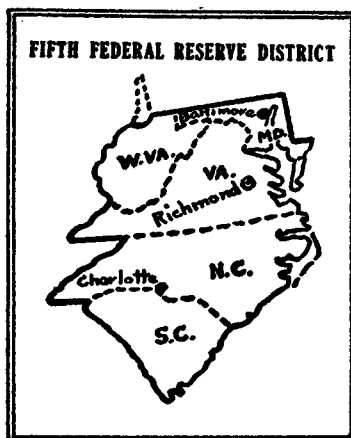 FIFTH FEDERAL RESERVE DISTRICT
Baltimore
MD.
W.VA.
VA.
Richmond
Charlotte
N.C.
S.C.